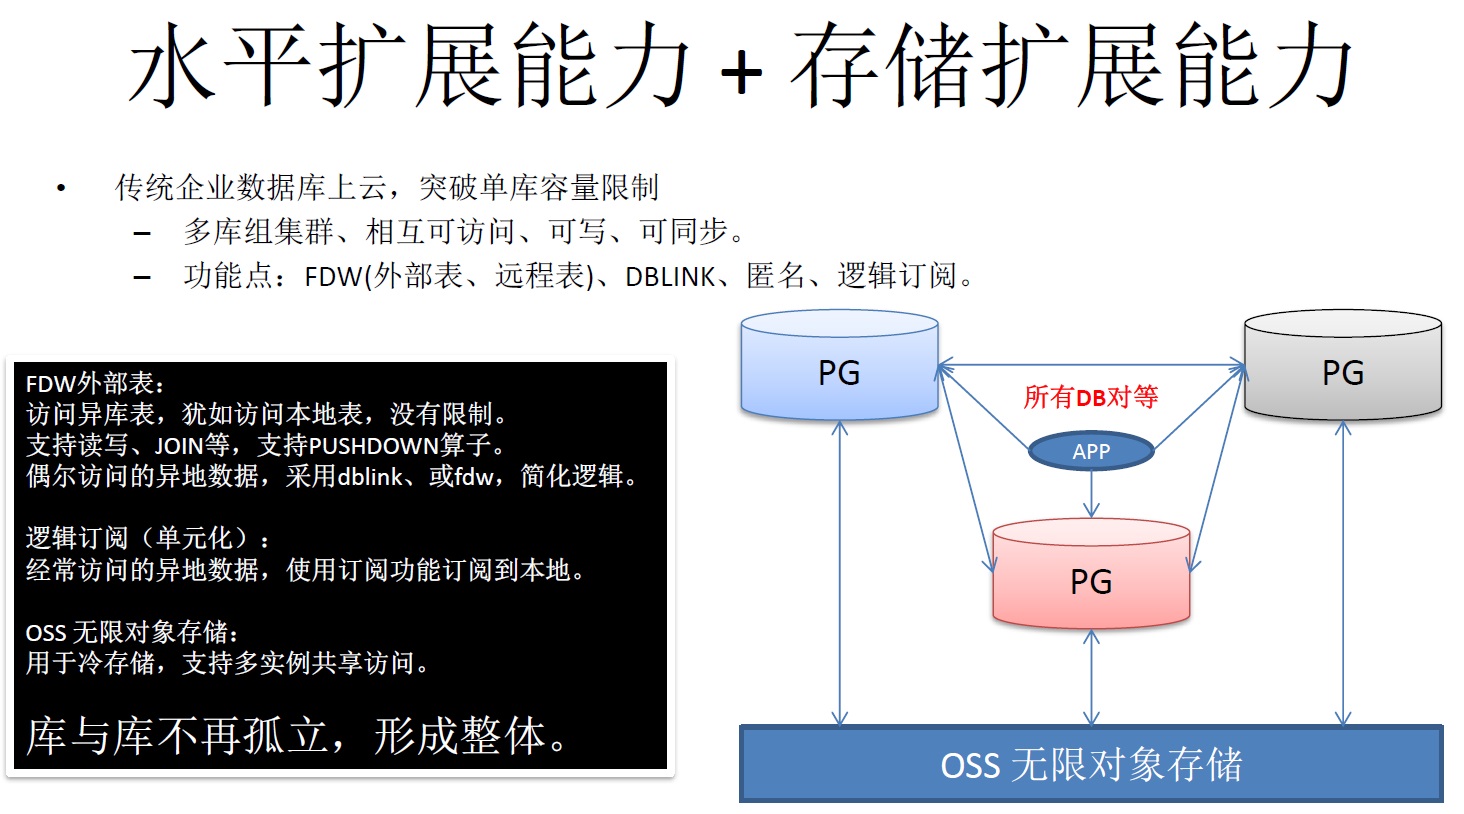 水平扩展能力 + 存储扩展能力
• 传统企业数据库上云，突破单库容量限制
– 多库组集群、相互可访问、可写、可同步。
– 功能点：FDW(外部表、远程表)、DBLINK、匿名、逻辑订阅。
FDW外部表：
访问异库表，犹如访问本地表，没有限制。
支持读写、JOIN等，支持PUSHDOWN算子。
偶尔访问的异地数据，采用dblink、或fdw，简化逻辑。
逻辑订阅（单元化）：
经常访问的异地数据，使用订阅功能订阅到本地。
OSS 无限对象存储：
用于冷存储，支持多实例共享访问。
库与库不再孤立，形成整体。
PG
PG
所有DB对等
APP
PG
OSS 无限对象存储